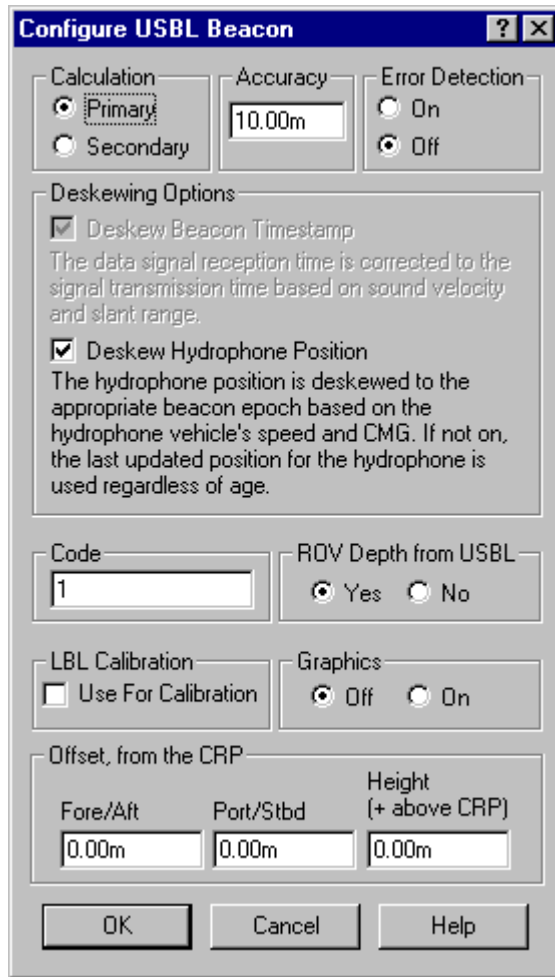 Configure USBL Beacon
Calculation
Primary
Secondary
Accuracy
10.00m
Error Detection
On
Off
Deskewing Options
Deskew Beacon Timestamp
The data signal reception time is corrected to the
signal transmission time based on sound velocity
and slant range.
Deskew Hydrophone Position
The hydrophone position is deskewed to the
appropriate beacon epoch based on the
hydrophone vehicle's speed and CMG. If not on,
the last updated position for the hydrophone is
used regardless of age.
Code
1
ROV Depth from USBL
Yes No
LBL Calibration
Use For Calibration
Graphics
Off On
Offset, from the CRP
Fore/Aft
0.00m
Port/Stbd
0.00m
Height
(+ above CRP)
0.00m
OK Cancel Help